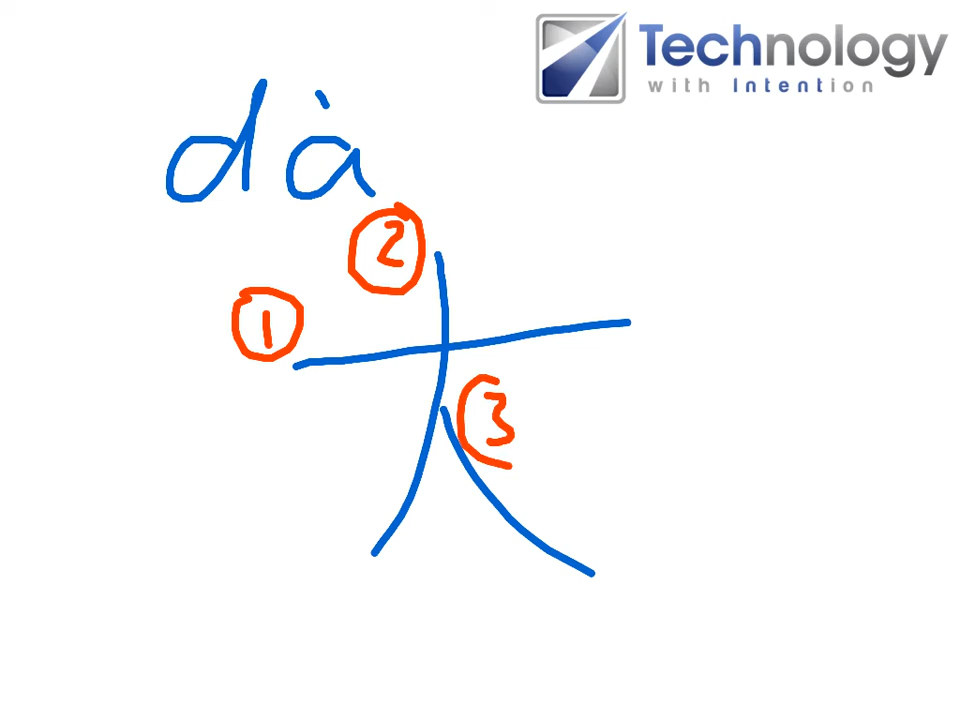 Technology
with Intention
dà
②
①
大
3